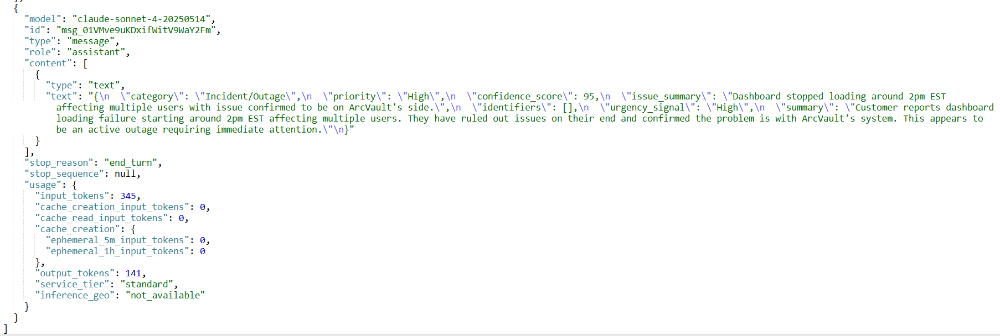 {
"model": "claude-sonnet-4-20250514",
"id": "msg_01VMve9uKDxifWitV9WaY2Fm",
"type": "message",
"role": "assistant",
"content": [
{
"type": "text",
"text": "{\n  \"category\": \"Incident/Outage\",\n  \"priority\": \"High\",\n  \"confidence_score\": 95,\n  \"issue_summary\": \"Dashboard stopped loading around 2pm EST
affecting multiple users with issue confirmed to be on ArcVault's side.\",\n  \"identifiers\": [],\n  \"urgency_signal\": \"High\",\n  \"summary\": \"Customer reports dashboard
loading failure starting around 2pm EST affecting multiple users. They have ruled out issues on their end and confirmed the problem is with ArcVault's system. This appears to
be an active outage requiring immediate attention.\"\n}"
}
],
"stop_reason": "end_turn",
"stop_sequence": null,
"usage": {
"input_tokens": 345,
"cache_creation_input_tokens": 0,
"cache_read_input_tokens": 0,
"cache_creation": {
"ephemeral_5m_input_tokens": 0,
"ephemeral_1h_input_tokens": 0
},
"output_tokens": 141,
"service_tier": "standard",
"inference_geo": "not_available"
}
}
]